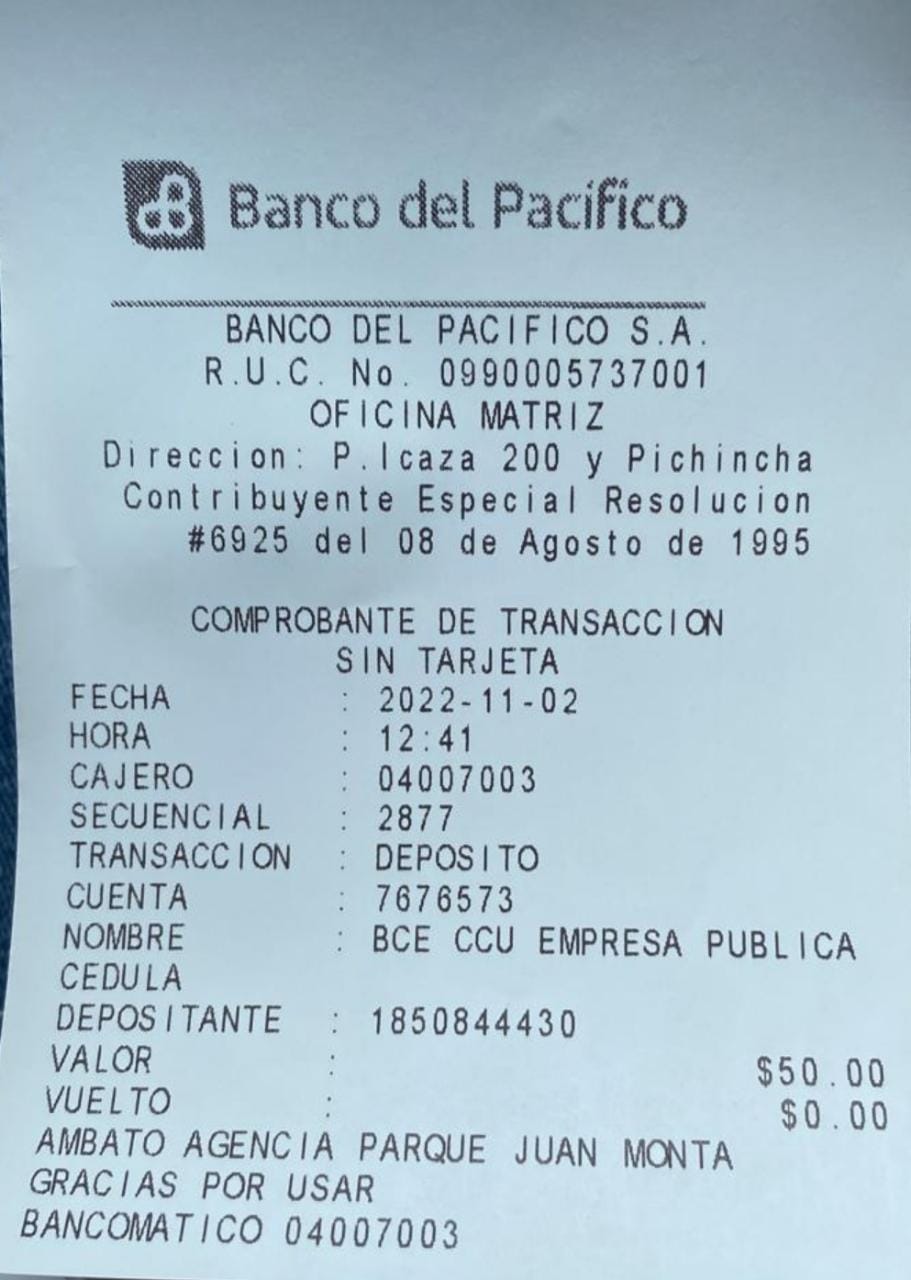 Banco del Pacífico
BANCO DEL PACIFICO S.A.
R.U.C. No. 0990005737001
OFICINA MATRIZ
Direccion: P.Icaza 200 y Pichincha
Contribuyente Especial Resolucion
#6925 del 08 de Agosto de 1995
COMPROBANTE DE TRANSACCION
SIN TARJETA
FECHA : 2022-11-02
HORA : 12:41
CAJERO : 04007003
SECUENCIAL : 2877
TRANSACCION : DEPOSITO
CUENTA : 7676573
NOMBRE : BCE CCU EMPRESA PUBLICA
CEDULA
DEPOSITANTE : 1850844430
VALOR : $50.00
VUELTO : $0.00
AMBATO AGENCIA PARQUE JUAN MONTA
GRACIAS POR USAR
BANCOMATICO 04007003